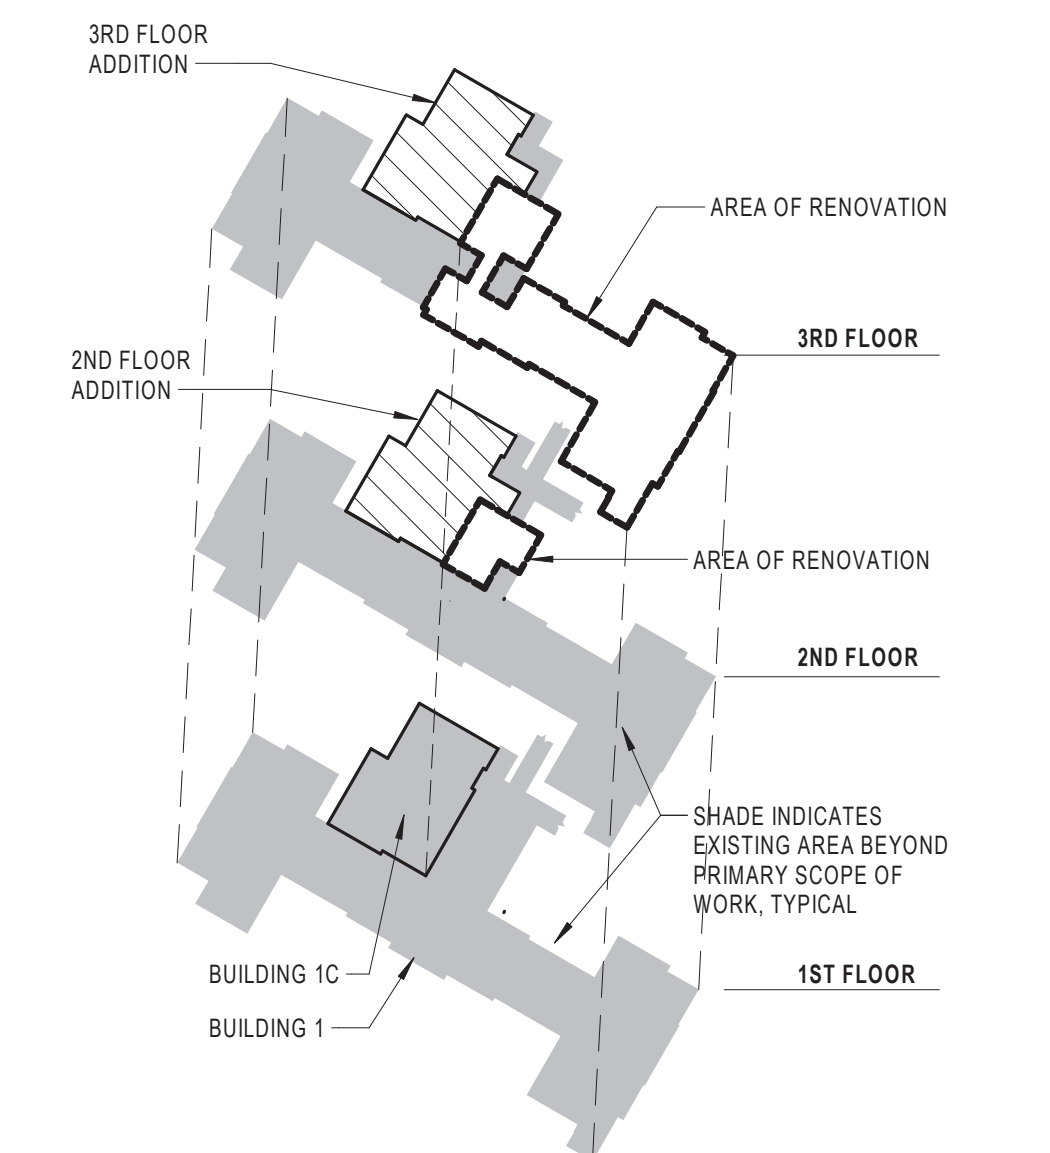 3RD FLOOR
ADDITION
AREA OF RENOVATION
3RD FLOOR
2ND FLOOR
ADDITION
AREA OF RENOVATION
2ND FLOOR
SHADE INDICATES
EXISTING AREA BEYOND
PRIMARY SCOPE OF
WORK, TYPICAL
BUILDING 1C
1ST FLOOR
BUILDING 1